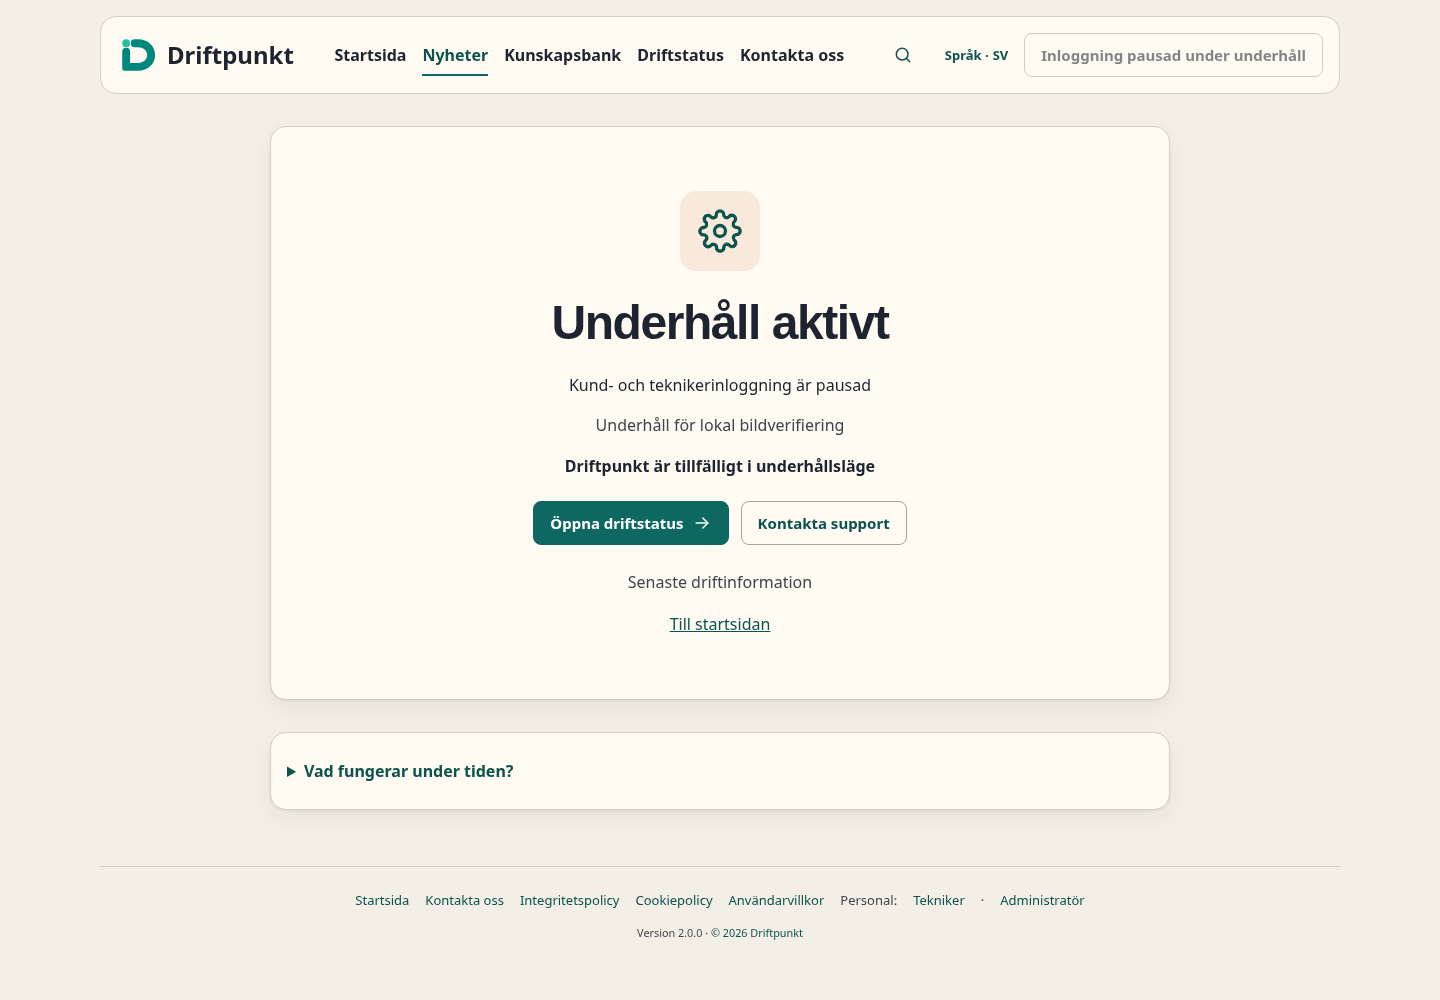 Driftpunkt
Startsida Nyheter Kunskapsbank Driftstatus Kontakta oss
Språk · SV
Inloggning pausad under underhåll
Underhåll aktivt
Kund- och teknikerinloggning är pausad
Underhåll för lokal bildverifiering
Driftpunkt är tillfälligt i underhållsläge
Öppna driftstatus
Kontakta support
Senaste driftinformation
Till startsidan
Vad fungerar under tiden?
Startsida Kontakta oss Integritetspolicy Cookiepolicy Användarvillkor Personal: Tekniker · Administratör
Version 2.0.0 · © 2026 Driftpunkt